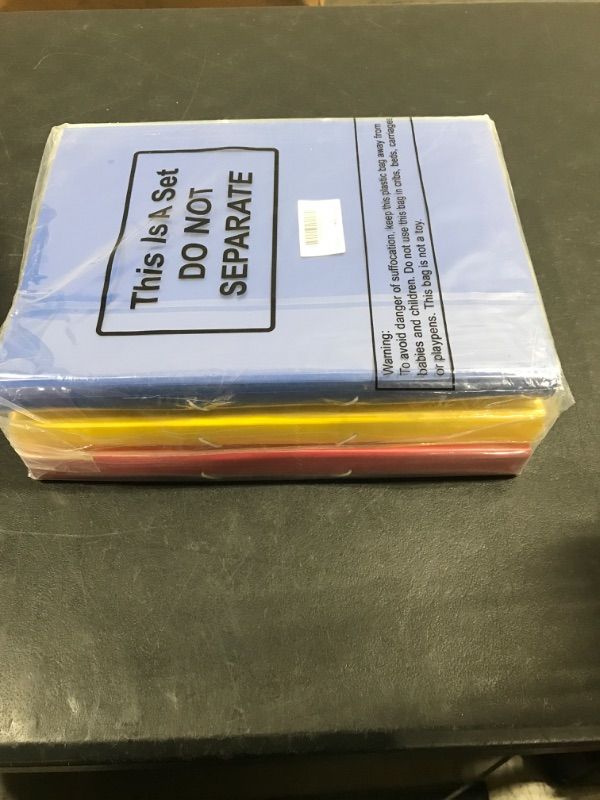 This Is A Set
DO NOT
SEPARATE
Warning:
To avoid danger of suffocation, keep this plastic bag away from
babies and children. Do not use this bag in cribs, beds, carriages
or playpens. This bag is not a toy.